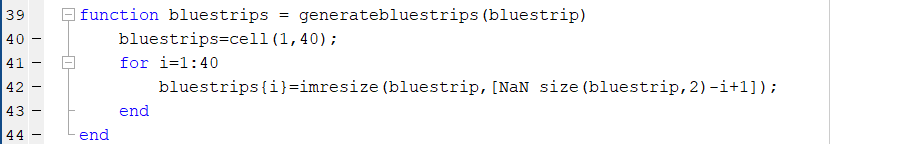 39 function bluestrips = generatebluestrips(bluestrip)
40 – bluestrips=cell(1,40);
41 – for i=1:40
42 – bluestrips{i}=imresize(bluestrip,[NaN size(bluestrip,2)-i+1]);
43 – end
44 – end